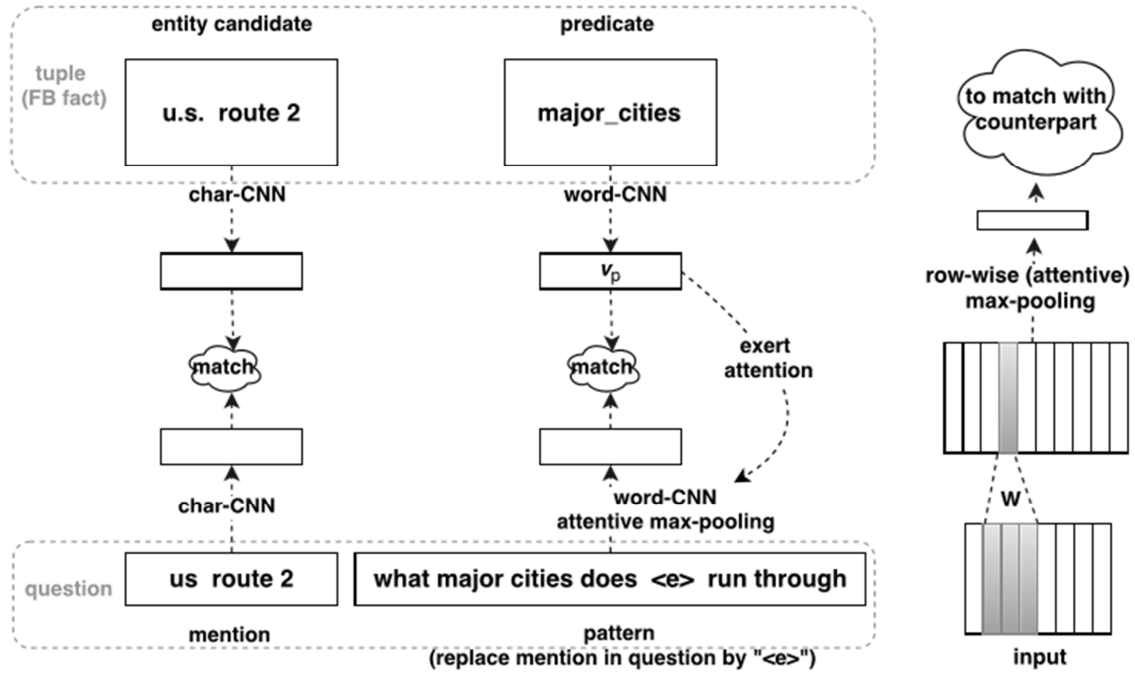 entity candidate
predicate
tuple
(FB fact)
u.s. route 2
major_cities
to match with
counterpart
char-CNN
word-CNN
v_p
row-wise (attentive)
max-pooling
match
match
exert
attention
char-CNN
word-CNN
attentive max-pooling
W
question
us route 2
what major cities does <e> run through
mention
pattern
(replace mention in question by "<e>")
input